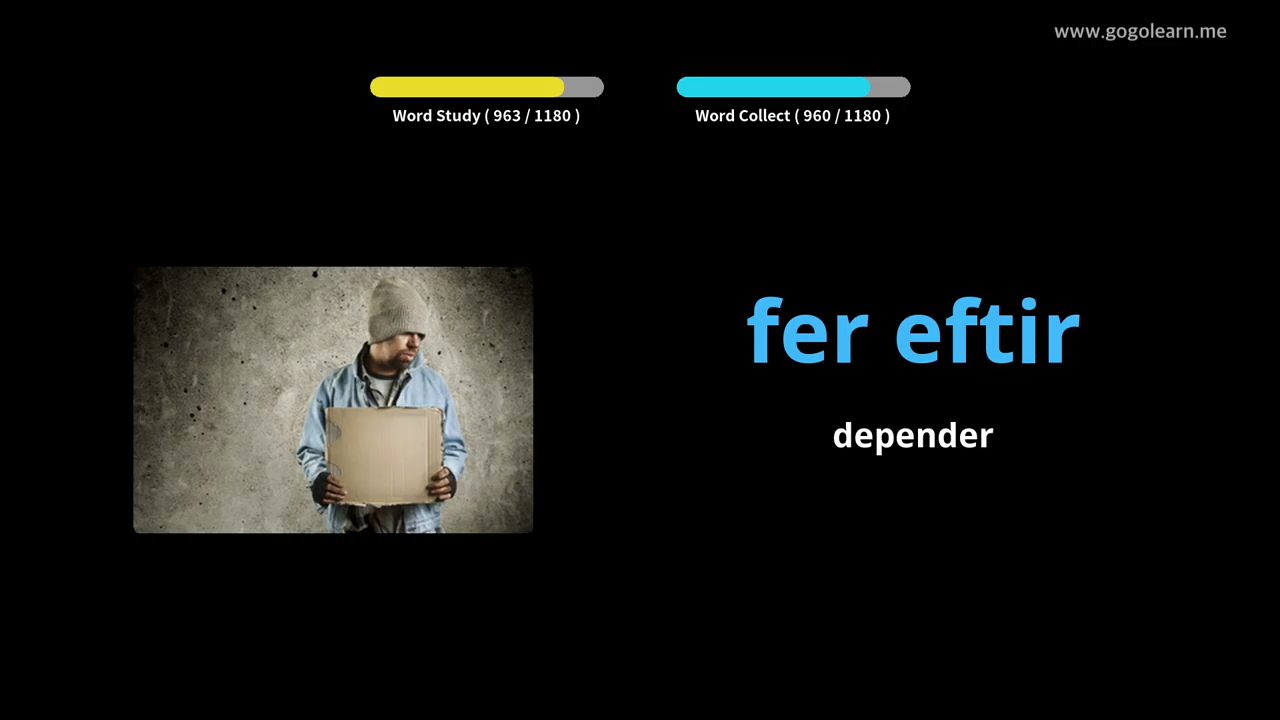 www.gogolearn.me
Word Study ( 963 / 1180 )
Word Collect ( 960 / 1180 )
fer eftir
depender